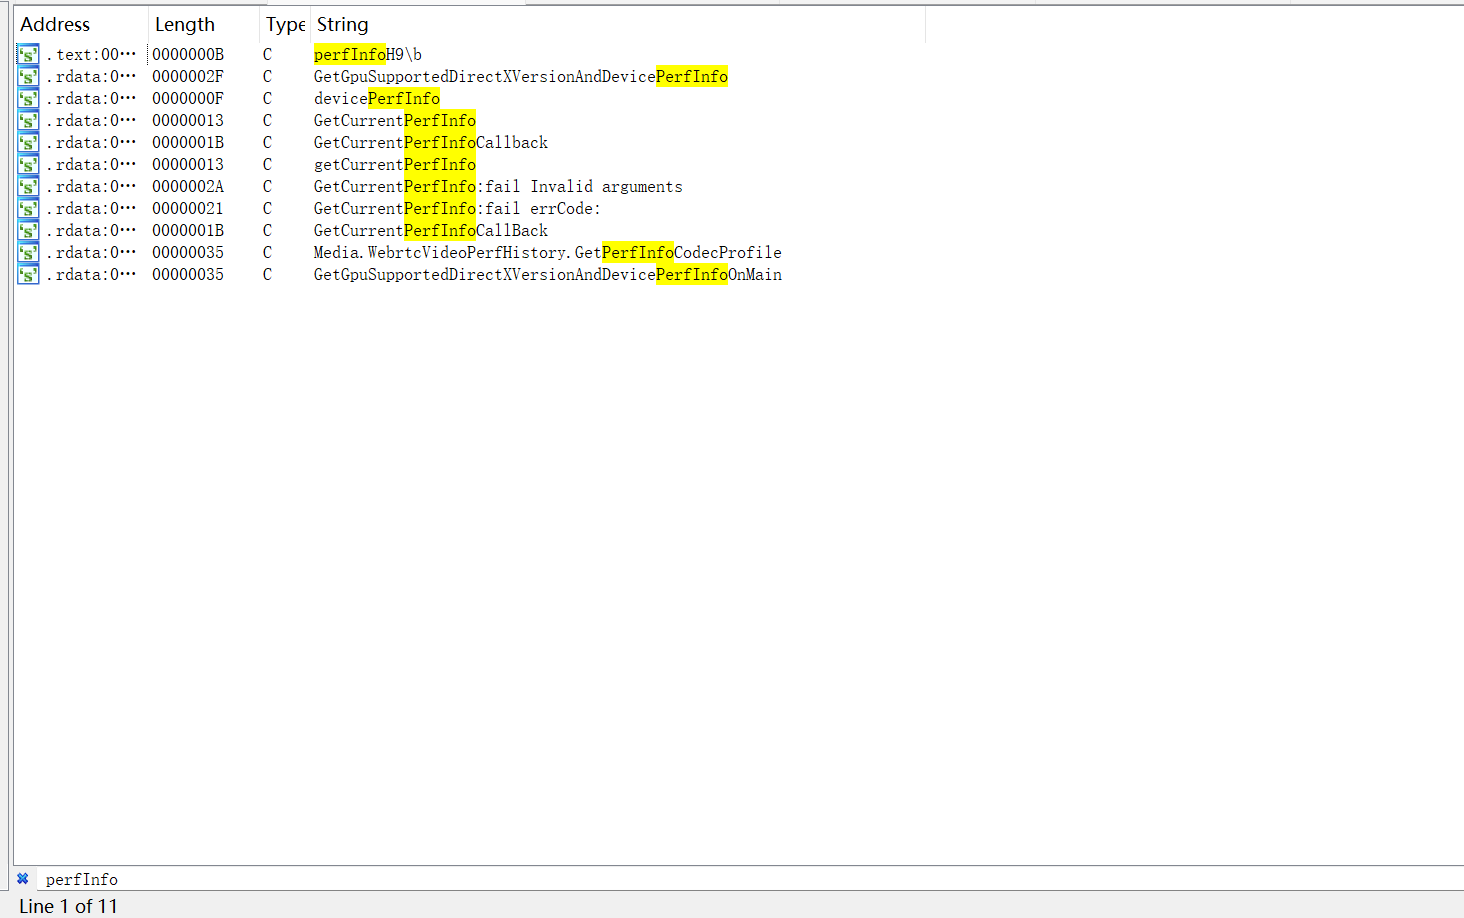 Address Length Type String
.text:00… 0000000B C perfInfoH9\b
.rdata:0… 0000002F C GetGpuSupportedDirectXVersionAndDevicePerfInfo
.rdata:0… 0000000F C devicePerfInfo
.rdata:0… 00000013 C GetCurrentPerfInfo
.rdata:0… 0000001B C GetCurrentPerfInfoCallback
.rdata:0… 00000013 C getCurrentPerfInfo
.rdata:0… 0000002A C GetCurrentPerfInfo:fail Invalid arguments
.rdata:0… 00000021 C GetCurrentPerfInfo:fail errCode:
.rdata:0… 0000001B C GetCurrentPerfInfoCallBack
.rdata:0… 00000035 C Media.WebrtcVideoPerfHistory.GetPerfInfoCodecProfile
.rdata:0… 00000035 C GetGpuSupportedDirectXVersionAndDevicePerfInfoOnMain
perfInfo
Line 1 of 11